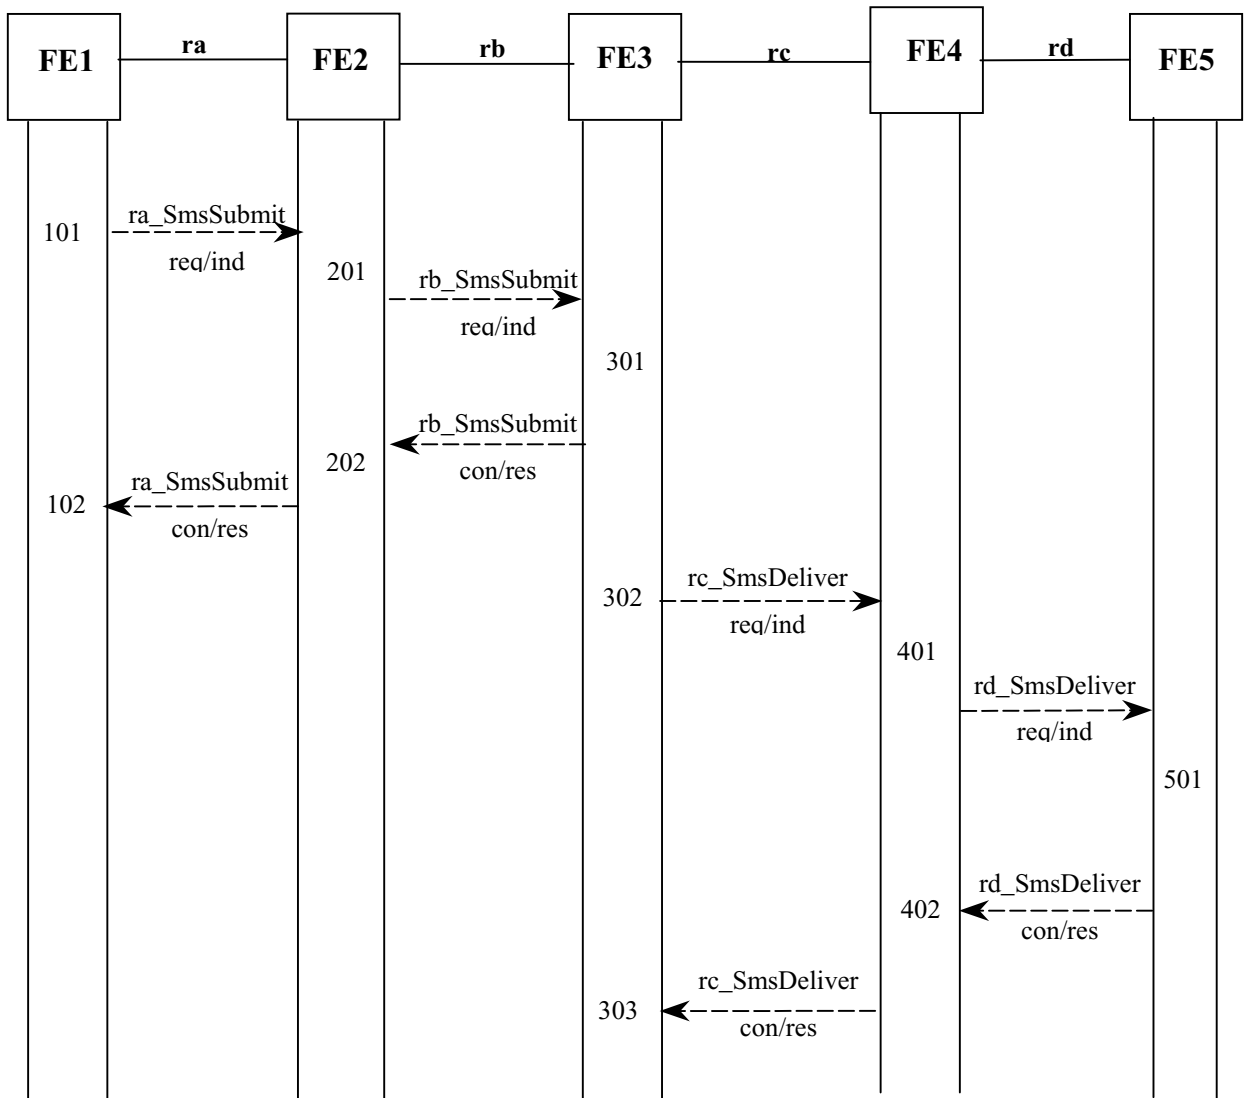 FE1 ra FE2 rb FE3 rc FE4 rd FE5
ra_SmsSubmit
101
req/ind
201
rb_SmsSubmit
req/ind
301
rb_SmsSubmit
202
con/res
ra_SmsSubmit
102
con/res
rc_SmsDeliver
302
req/ind
401
rd_SmsDeliver
req/ind
501
rd_SmsDeliver
402
con/res
rc_SmsDeliver
303
con/res